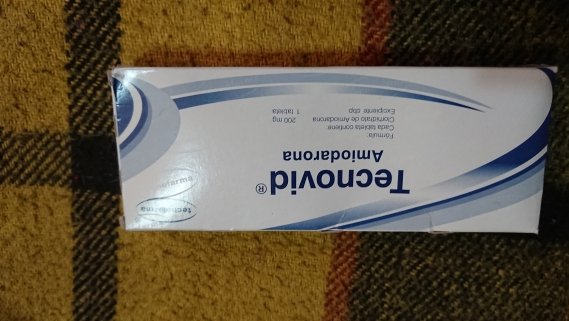 Tecnovid®
Amiodarona
Fórmula:
Cada tableta contiene:
Clorhidrato de Amiodarona 200 mg
Excipiente cbp 1 tableta
tecnofarma